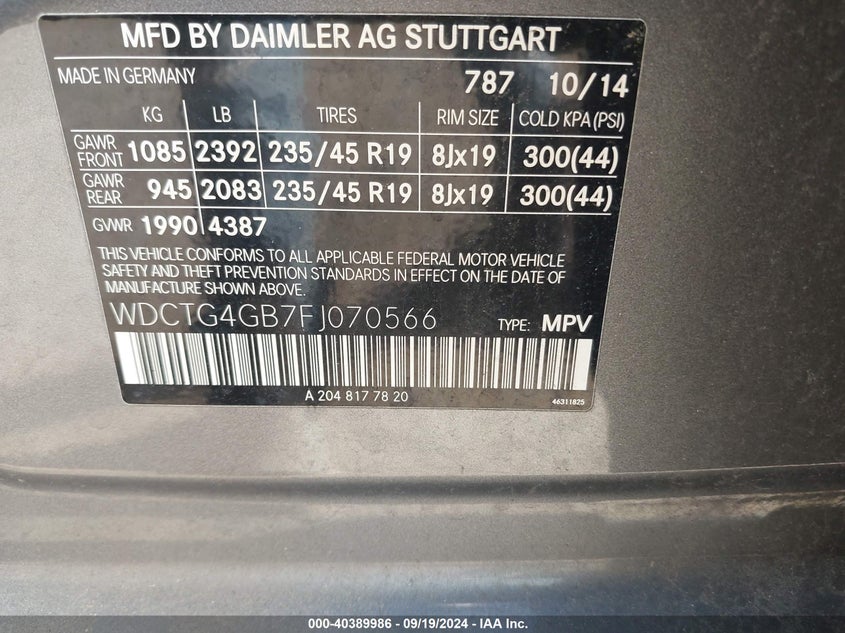 MFD BY DAIMLER AG STUTTGART
MADE IN GERMANY 787 10/14
KG LB TIRES RIM SIZE COLD KPA (PSI)
GAWR FRONT 1085 2392 235/45 R19 8Jx19 300(44)
GAWR REAR 945 2083 235/45 R19 8Jx19 300(44)
GVWR 1990 4387
THIS VEHICLE CONFORMS TO ALL APPLICABLE FEDERAL MOTOR VEHICLE
SAFETY AND THEFT PREVENTION STANDARDS IN EFFECT ON THE DATE OF
MANUFACTURE SHOWN ABOVE.
WDCTG4GB7FJ070566 TYPE: MPV
A 204 817 78 20 46311825
000-40389986 - 09/19/2024 - IAA Inc.